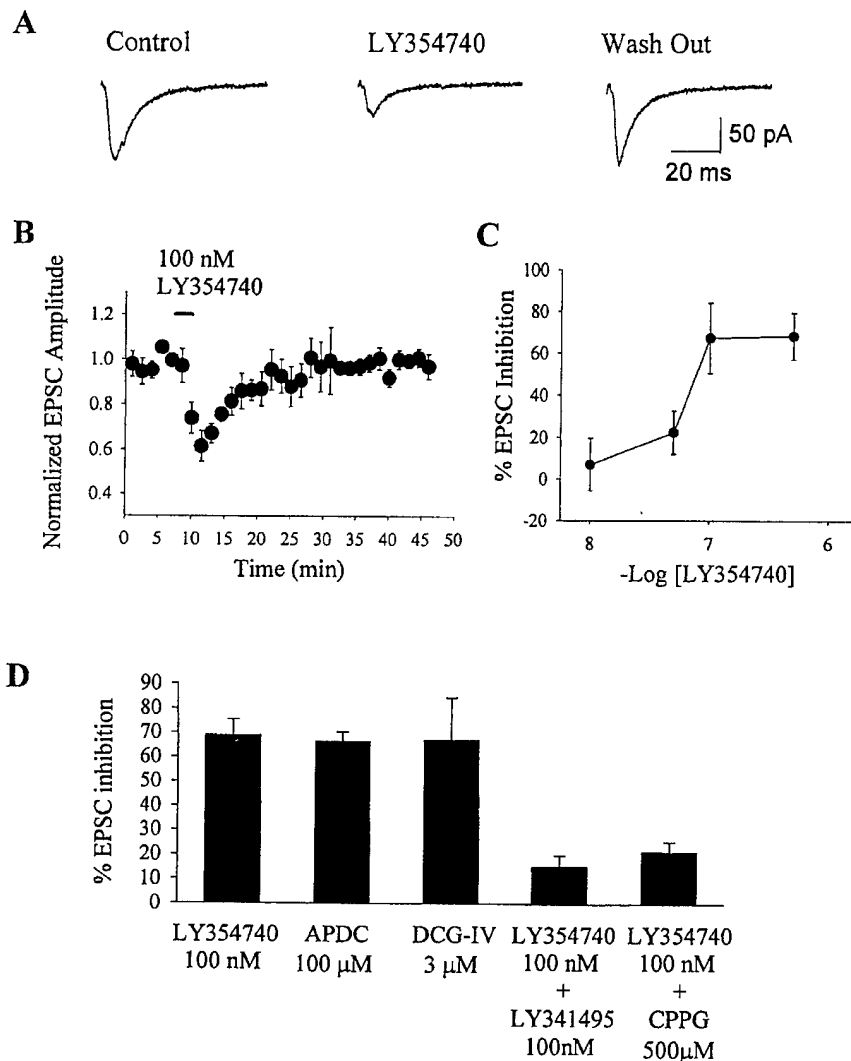 A
Control
LY354740
Wash Out
50 pA
20 ms
B
100 nM
LY354740
Normalized EPSC Amplitude
1.2
1.0
0.8
0.6
0.4
0 5 10 15 20 25 30 35 40 45 50
Time (min)
C
% EPSC Inhibition
100
80
60
40
20
0
-20
8 7 6
-Log [LY354740]
D
% EPSC inhibition
90
80
70
60
50
40
30
20
10
0
LY354740 APDC DCG-IV LY354740 LY354740
100 nM 100 μM 3 μM 100 nM 100 nM
+ +
LY341495 CPPG
100nM 500μM